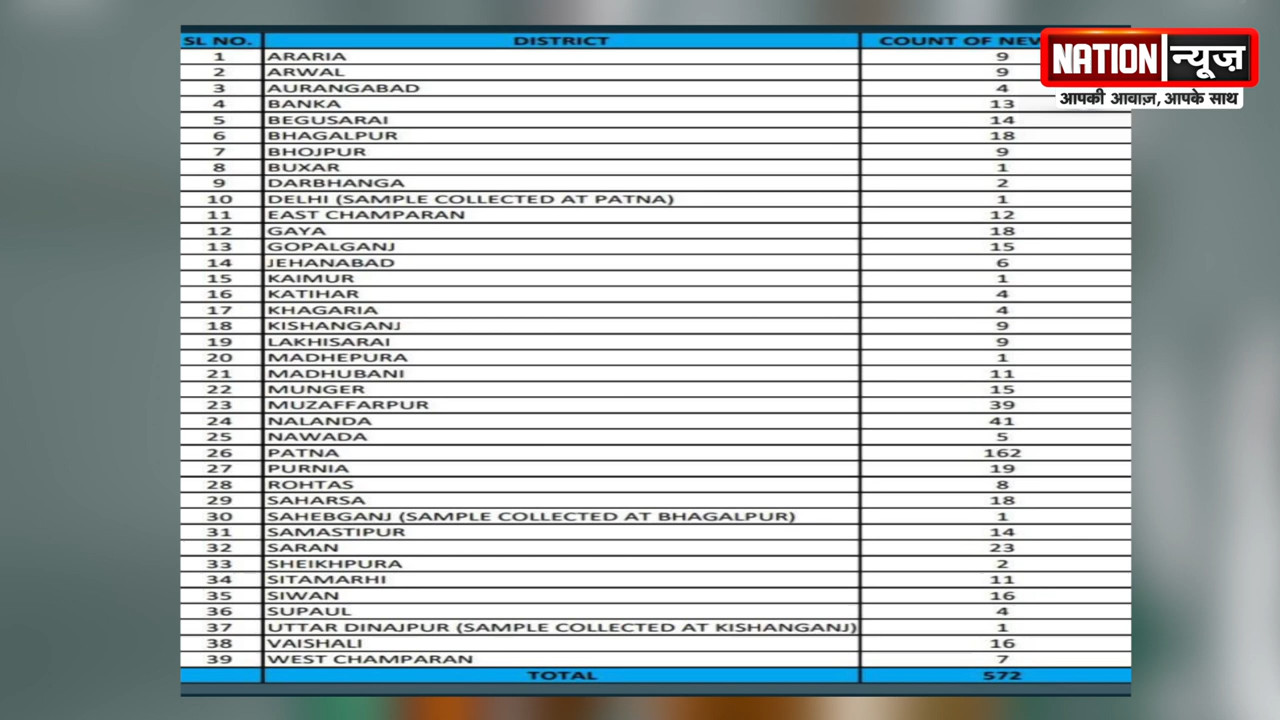 SL NO. DISTRICT COUNT OF NEW
1 ARARIA 9
2 ARWAL 9
3 AURANGABAD 4
4 BANKA 13
5 BEGUSARAI 14
6 BHAGALPUR 18
7 BHOJPUR 9
8 BUXAR 1
9 DARBHANGA 2
10 DELHI (SAMPLE COLLECTED AT PATNA) 1
11 EAST CHAMPARAN 12
12 GAYA 18
13 GOPALGANJ 15
14 JEHANABAD 6
15 KAIMUR 1
16 KATIHAR 4
17 KHAGARIA 4
18 KISHANGANJ 9
19 LAKHISARAI 9
20 MADHEPURA 1
21 MADHUBANI 11
22 MUNGER 15
23 MUZAFFARPUR 39
24 NALANDA 41
25 NAWADA 5
26 PATNA 162
27 PURNIA 19
28 ROHTAS 8
29 SAHARSA 18
30 SAHEBGANJ (SAMPLE COLLECTED AT BHAGALPUR) 1
31 SAMASTIPUR 14
32 SARAN 23
33 SHEIKHPURA 2
34 SITAMARHI 11
35 SIWAN 16
36 SUPAUL 4
37 UTTAR DINAJPUR (SAMPLE COLLECTED AT KISHANGANJ) 1
38 VAISHALI 16
39 WEST CHAMPARAN 7
TOTAL 572
NATION न्यूज़
आपकी आवाज़, आपके साथ